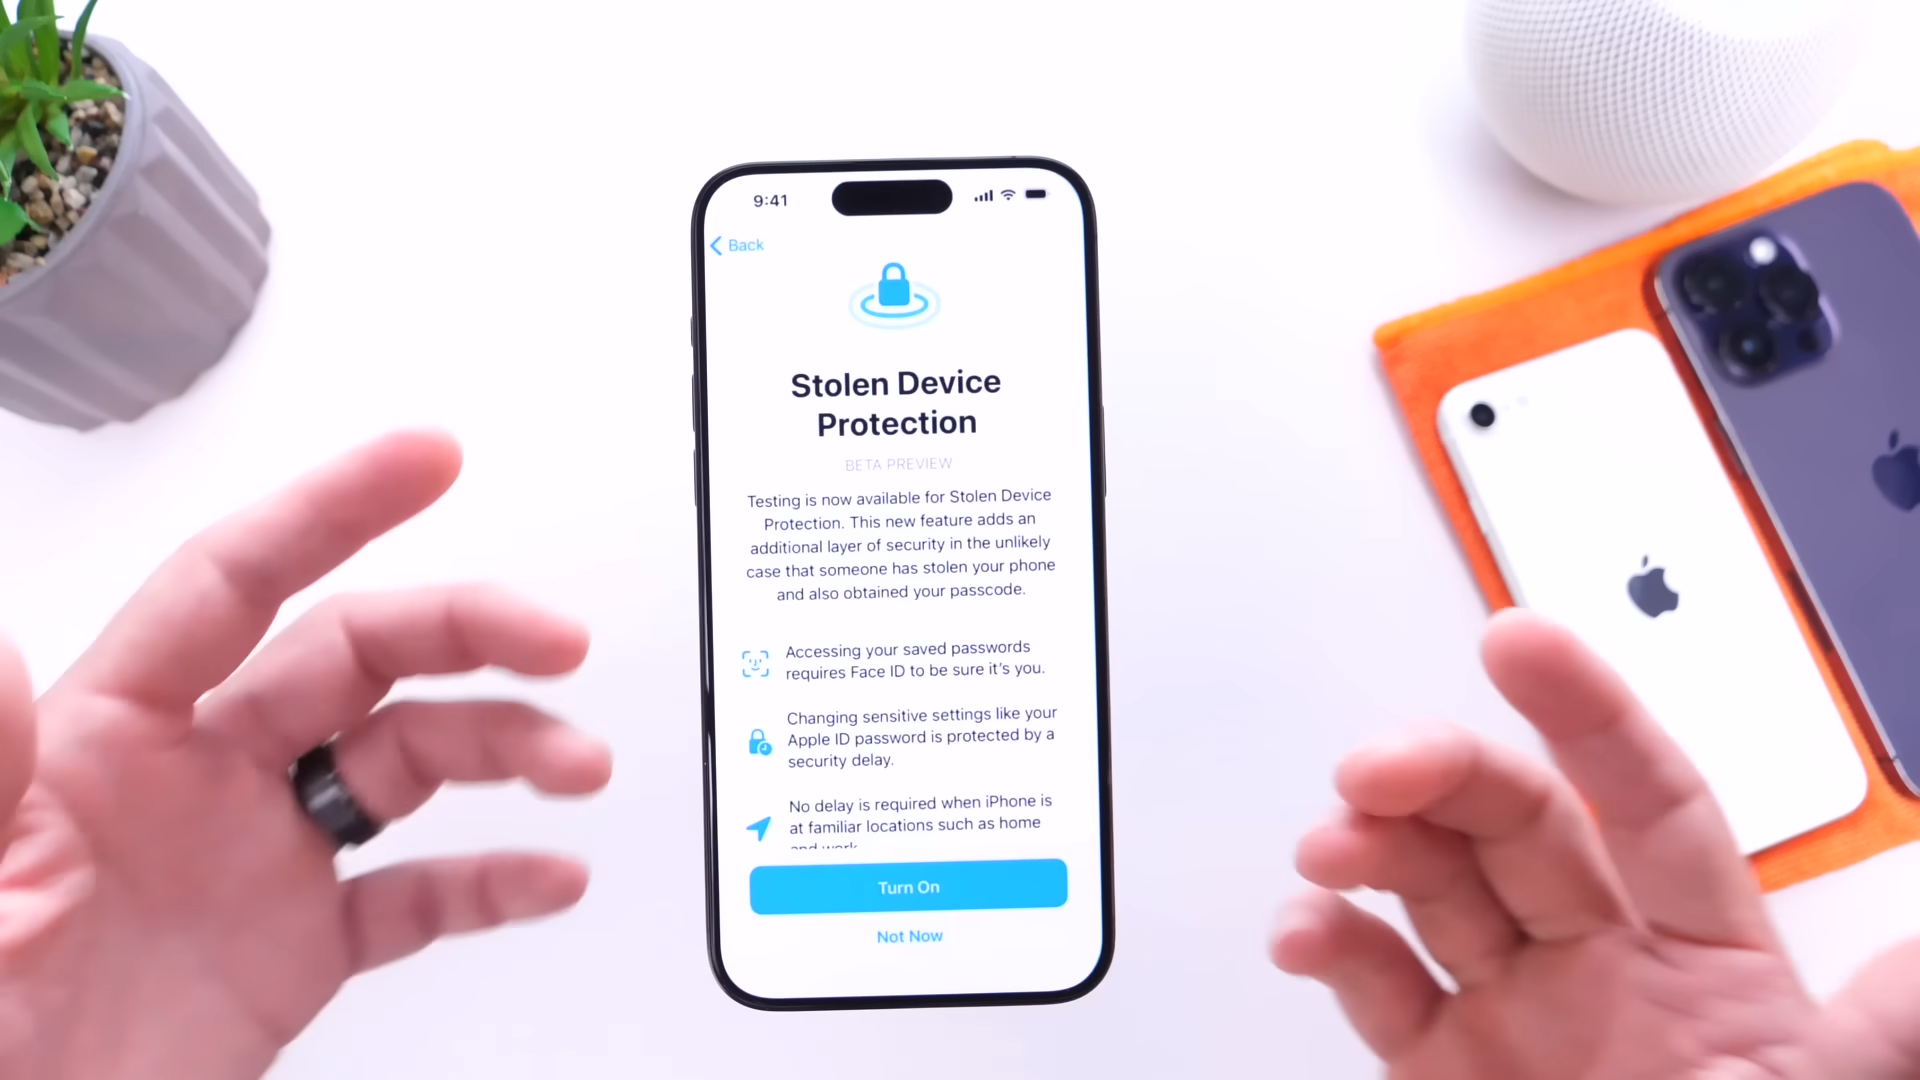 9:41
Back
Stolen Device
Protection
BETA PREVIEW
Testing is now available for Stolen Device
Protection. This new feature adds an
additional layer of security in the unlikely
case that someone has stolen your phone
and also obtained your passcode.
Accessing your saved passwords
requires Face ID to be sure it's you.
Changing sensitive settings like your
Apple ID password is protected by a
security delay.
No delay is required when iPhone is
at familiar locations such as home
and work.
Turn On
Not Now